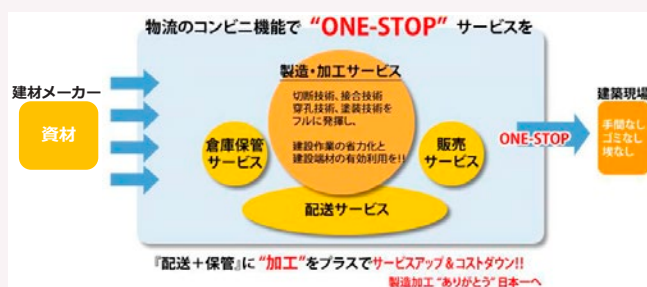 物流のコンビニ機能で“ONE-STOP”サービスを
建材メーカー
資材
製造・加工サービス
切断技術、接合技術
穿孔技術、塗装技術を
フルに発揮し、
建設作業の省力化と
建設端材の有効利用を!!
倉庫保管
サービス
販売
サービス
配送サービス
ONE-STOP
建築現場
手間なし
ゴミなし
埃なし
『配送+保管』に“加工”をプラスでサービスアップ&コストダウン!!
製造加工“ありがとう”日本一へ